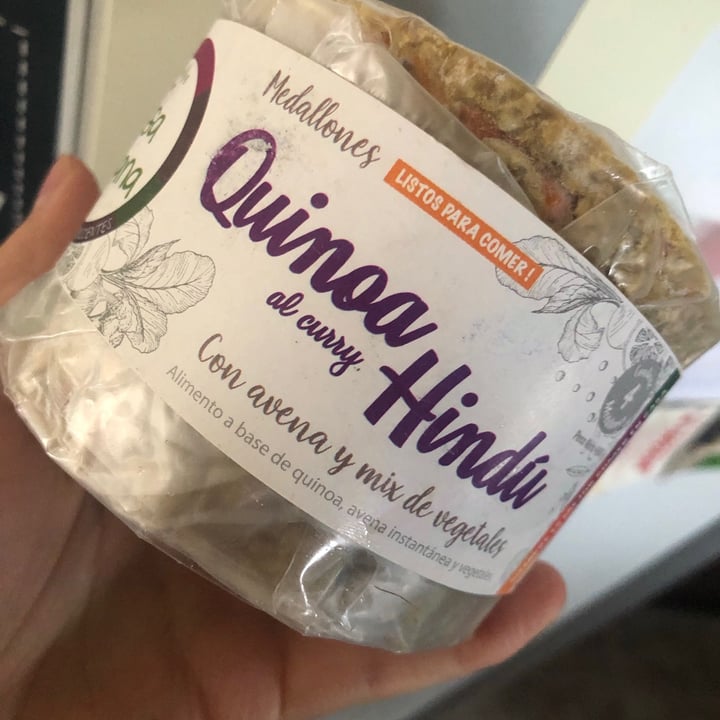 Medallones
LISTOS PARA COMER!
Quinoa
al curry
Hindú
Con avena y mix de vegetales
Alimento a base de quinoa, avena instantánea y vegetales